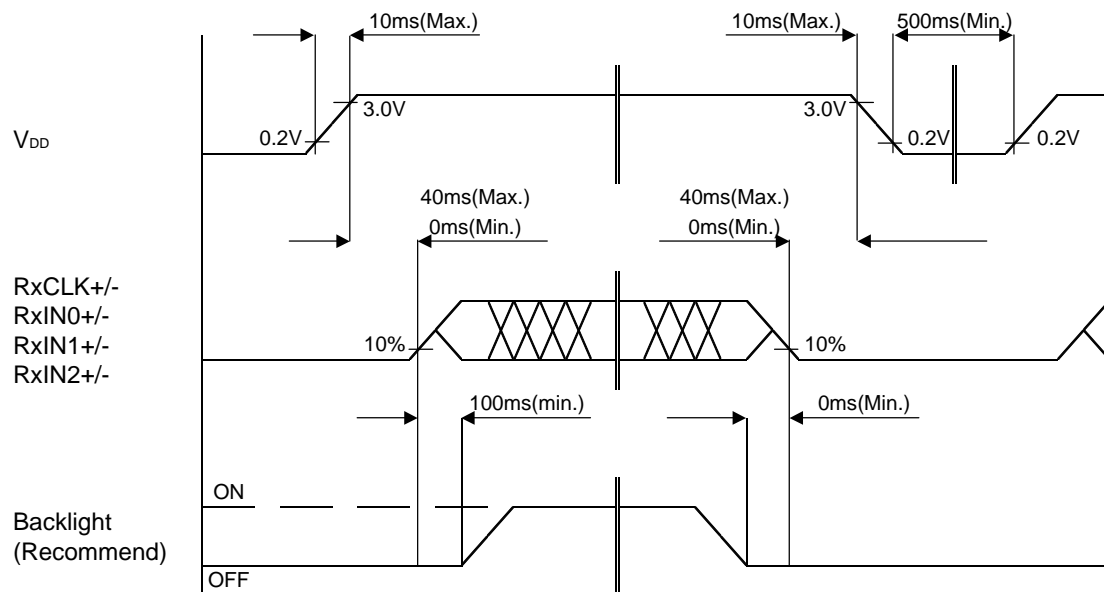 10ms(Max.)
10ms(Max.)
500ms(Min.)
VDD
3.0V
0.2V
3.0V
0.2V
0.2V
40ms(Max.)
0ms(Min.)
40ms(Max.)
0ms(Min.)
RxCLK+/-
RxIN0+/-
RxIN1+/-
RxIN2+/-
10%
10%
100ms(min.)
0ms(Min.)
ON
Backlight
(Recommend)
OFF